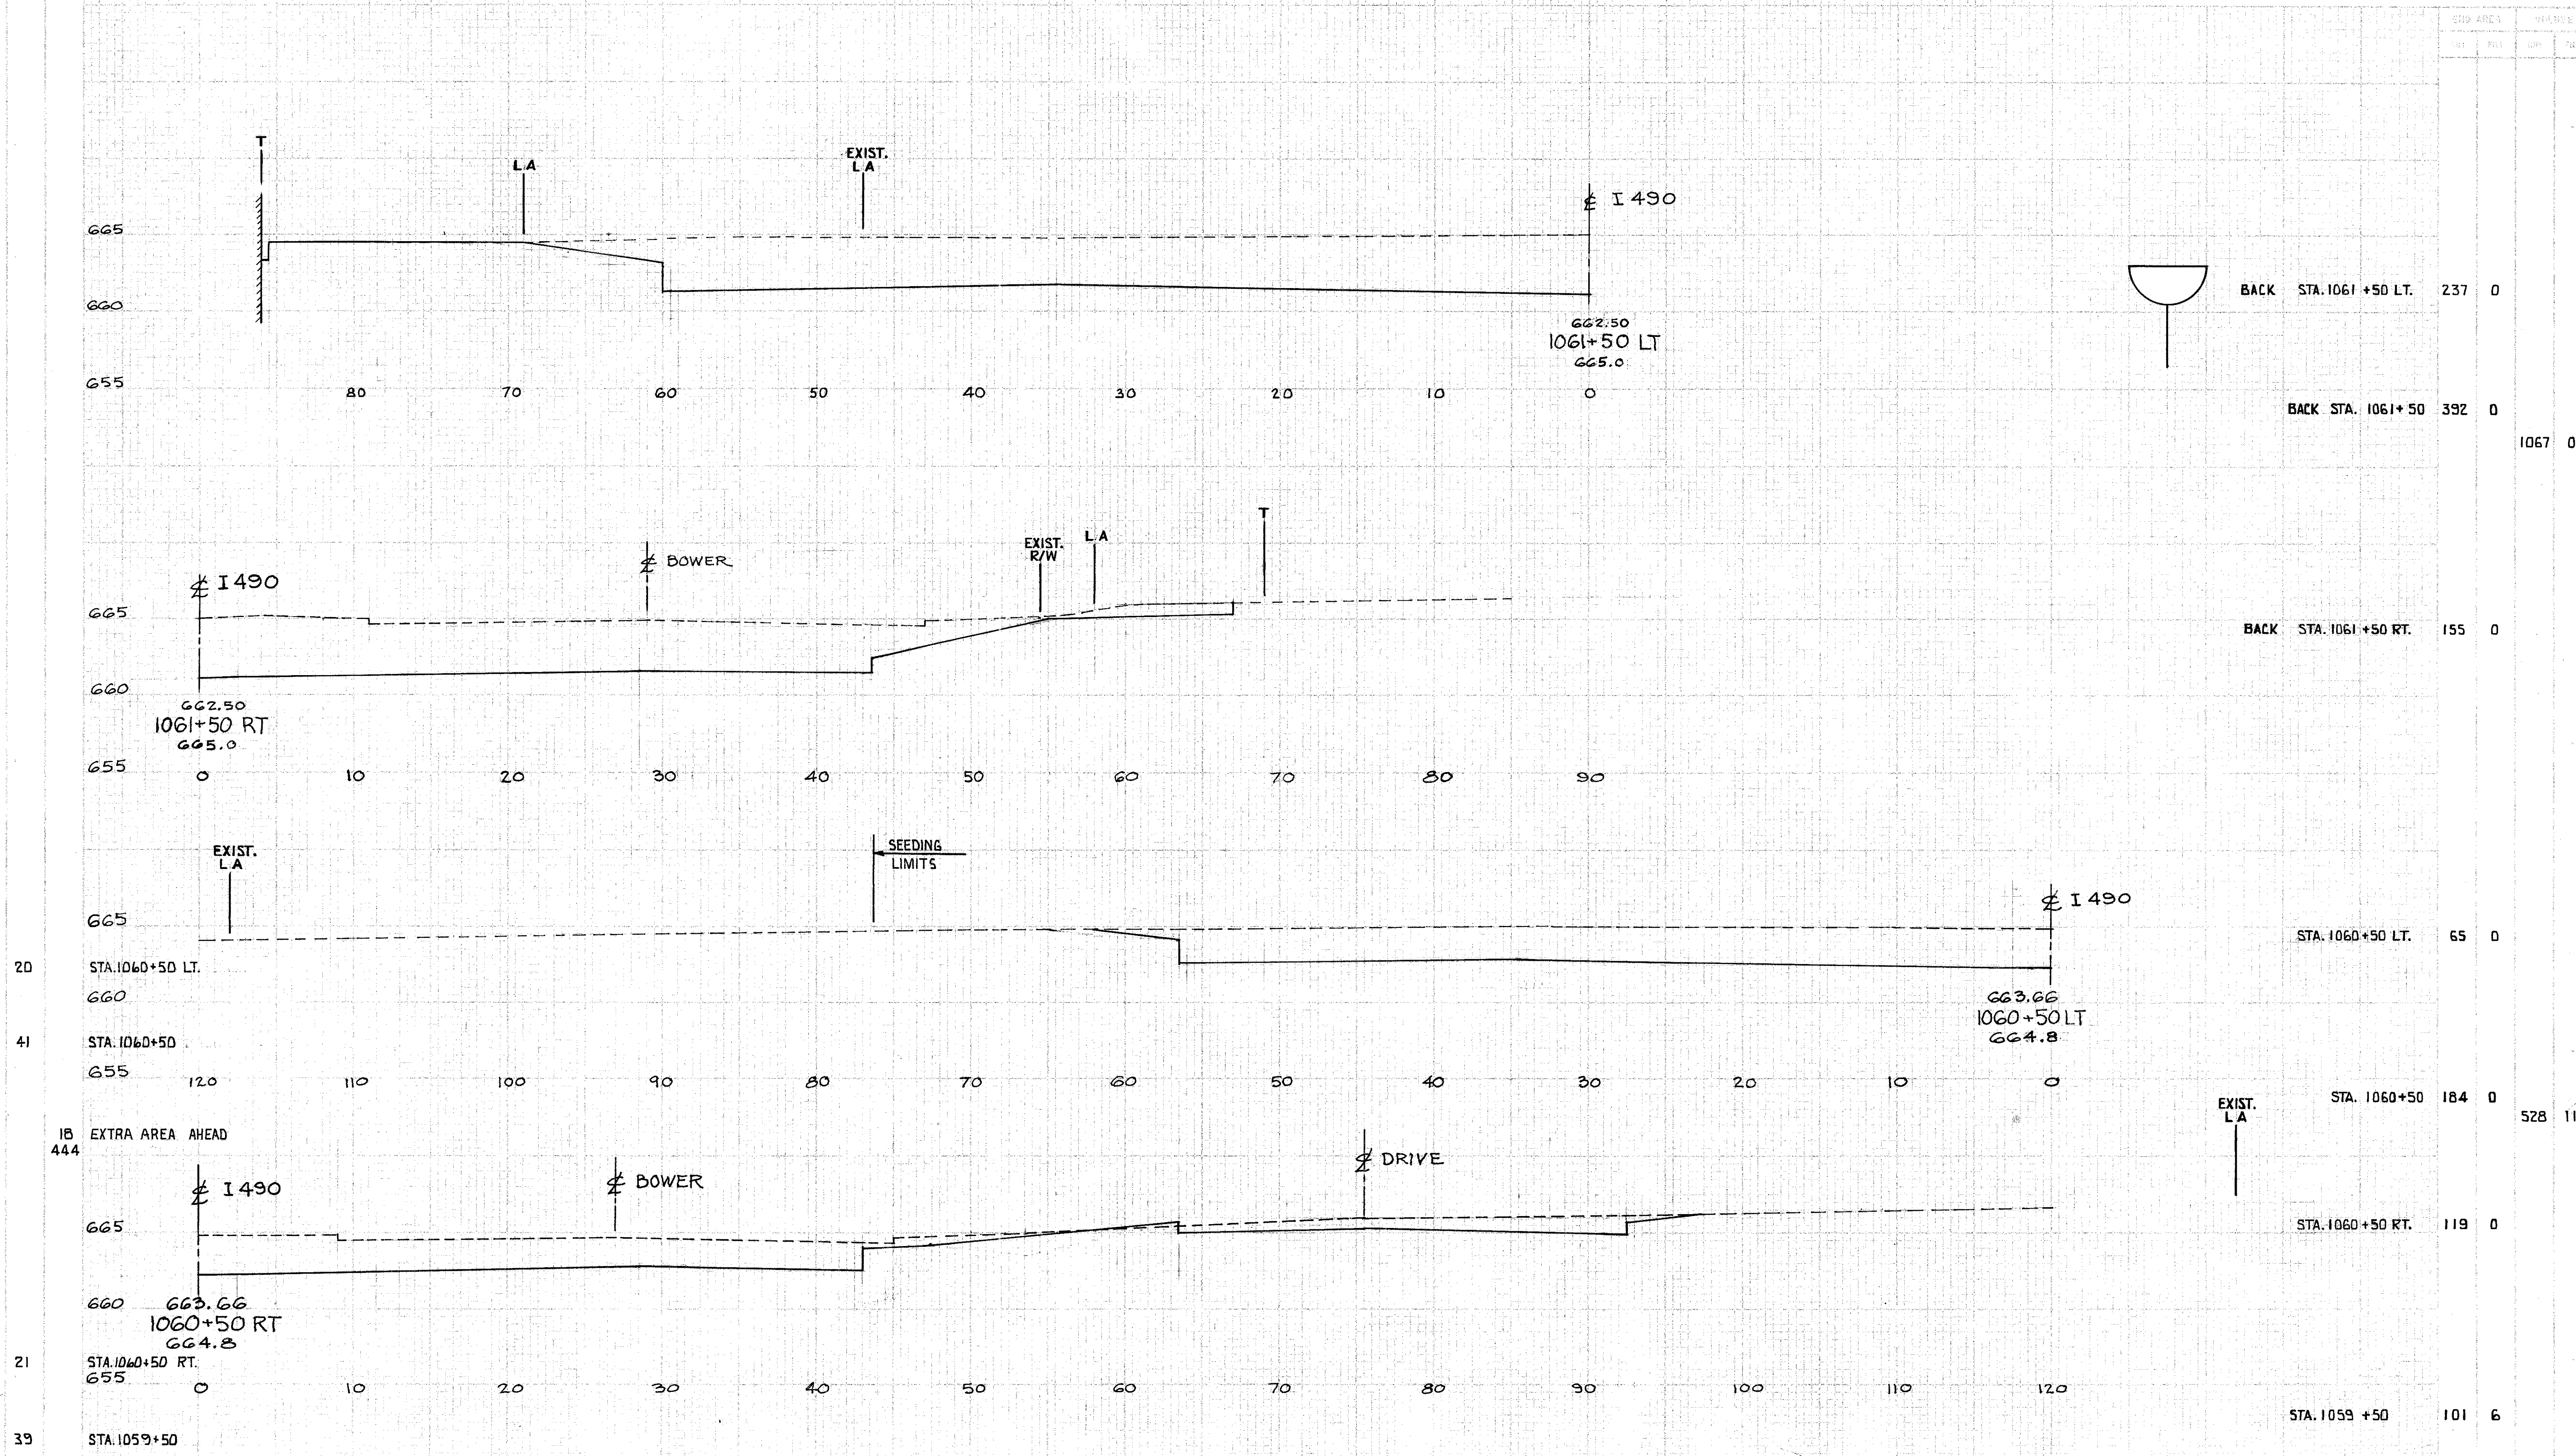 END AREA
T
L A
EXIST.
L A
℄ I 490
665
660
BACK STA. 1061 +50 LT. 237 0
662.50
1061+50 LT
665.0
655
80 70 60 50 40 30 20 10 0
BACK STA. 1061+50 392 0
1067 0
T
EXIST.
R/W
L A
℄ BOWER
℄ I 490
665
BACK STA. 1061 +50 RT. 155 0
660
662.50
1061+50 RT
665.0
655
0 10 20 30 40 50 60 70 80 90
EXIST.
L A
SEEDING
LIMITS
℄ I 490
665
STA. 1060+50 LT. 65 0
20 STA. 1060+50 LT.
660
663.66
1060+50 LT
664.8
41 STA. 1060+50
655
120 110 100 90 80 70 60 50 40 30 20 10 0
STA. 1060+50 184 0
EXIST.
L A
528 11
18 EXTRA AREA AHEAD
444
℄ I 490
℄ BOWER
℄ DRIVE
665
STA. 1060+50 RT. 119 0
660
663.66
1060+50 RT
664.8
21 STA. 1060+50 RT.
655
0 10 20 30 40 50 60 70 80 90 100 110 120
STA. 1059 +50 101 6
39 STA. 1059+50